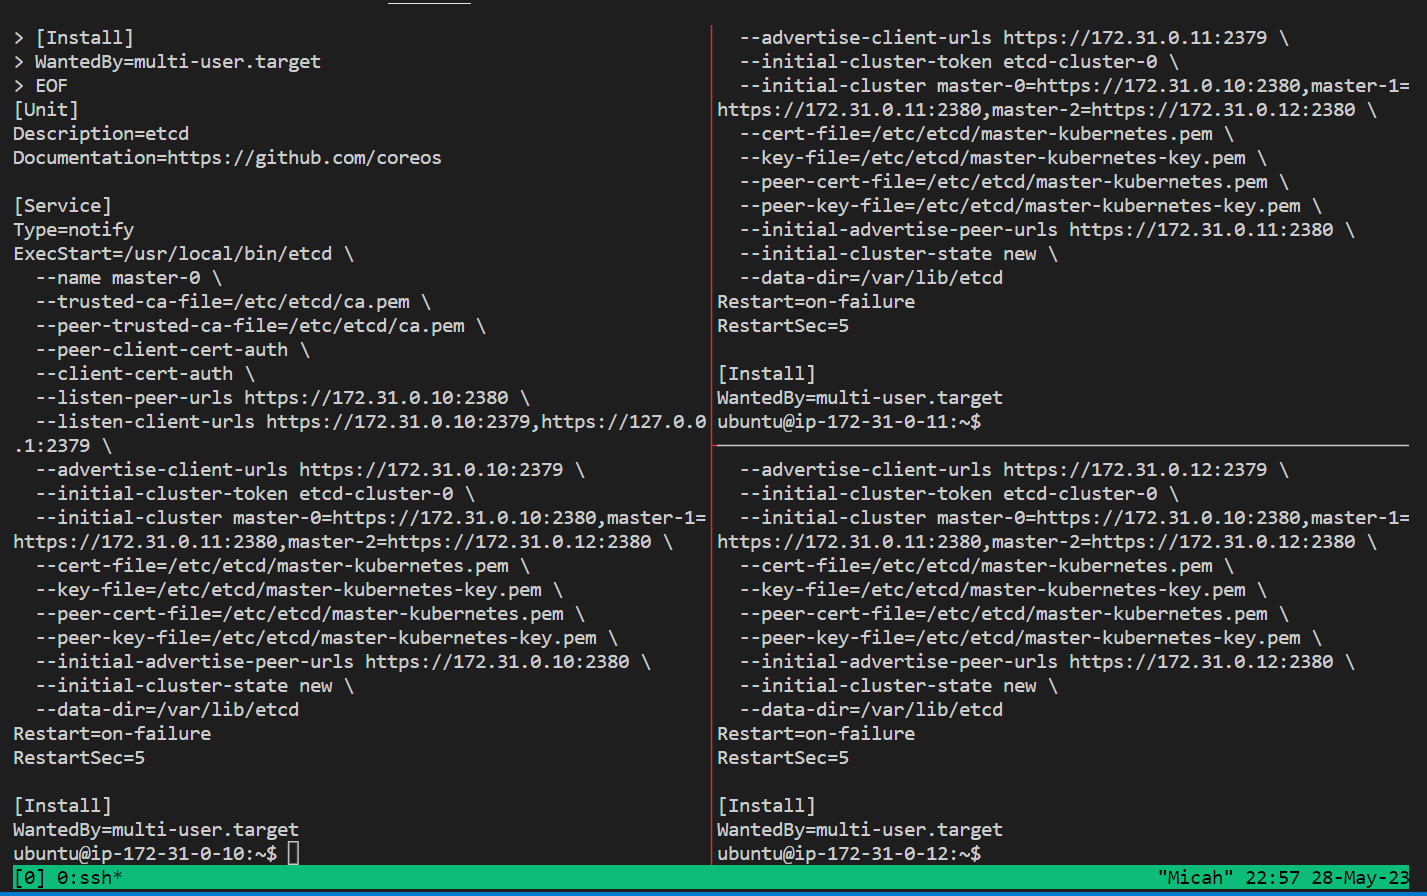 > [Install]
> WantedBy=multi-user.target
> EOF
[Unit]
Description=etcd
Documentation=https://github.com/coreos

[Service]
Type=notify
ExecStart=/usr/local/bin/etcd \
  --name master-0 \
  --trusted-ca-file=/etc/etcd/ca.pem \
  --peer-trusted-ca-file=/etc/etcd/ca.pem \
  --peer-client-cert-auth \
  --client-cert-auth \
  --listen-peer-urls https://172.31.0.10:2380 \
  --listen-client-urls https://172.31.0.10:2379,https://127.0.0
.1:2379 \
  --advertise-client-urls https://172.31.0.10:2379 \
  --initial-cluster-token etcd-cluster-0 \
  --initial-cluster master-0=https://172.31.0.10:2380,master-1=
https://172.31.0.11:2380,master-2=https://172.31.0.12:2380 \
  --cert-file=/etc/etcd/master-kubernetes.pem \
  --key-file=/etc/etcd/master-kubernetes-key.pem \
  --peer-cert-file=/etc/etcd/master-kubernetes.pem \
  --peer-key-file=/etc/etcd/master-kubernetes-key.pem \
  --initial-advertise-peer-urls https://172.31.0.10:2380 \
  --initial-cluster-state new \
  --data-dir=/var/lib/etcd
Restart=on-failure
RestartSec=5

[Install]
WantedBy=multi-user.target
ubuntu@ip-172-31-0-10:~$
  --advertise-client-urls https://172.31.0.11:2379 \
  --initial-cluster-token etcd-cluster-0 \
  --initial-cluster master-0=https://172.31.0.10:2380,master-1=
https://172.31.0.11:2380,master-2=https://172.31.0.12:2380 \
  --cert-file=/etc/etcd/master-kubernetes.pem \
  --key-file=/etc/etcd/master-kubernetes-key.pem \
  --peer-cert-file=/etc/etcd/master-kubernetes.pem \
  --peer-key-file=/etc/etcd/master-kubernetes-key.pem \
  --initial-advertise-peer-urls https://172.31.0.11:2380 \
  --initial-cluster-state new \
  --data-dir=/var/lib/etcd
Restart=on-failure
RestartSec=5

[Install]
WantedBy=multi-user.target
ubuntu@ip-172-31-0-11:~$
  --advertise-client-urls https://172.31.0.12:2379 \
  --initial-cluster-token etcd-cluster-0 \
  --initial-cluster master-0=https://172.31.0.10:2380,master-1=
https://172.31.0.11:2380,master-2=https://172.31.0.12:2380 \
  --cert-file=/etc/etcd/master-kubernetes.pem \
  --key-file=/etc/etcd/master-kubernetes-key.pem \
  --peer-cert-file=/etc/etcd/master-kubernetes.pem \
  --peer-key-file=/etc/etcd/master-kubernetes-key.pem \
  --initial-advertise-peer-urls https://172.31.0.12:2380 \
  --initial-cluster-state new \
  --data-dir=/var/lib/etcd
Restart=on-failure
RestartSec=5

[Install]
WantedBy=multi-user.target
ubuntu@ip-172-31-0-12:~$
[0] 0:ssh* "Micah" 22:57 28-May-23